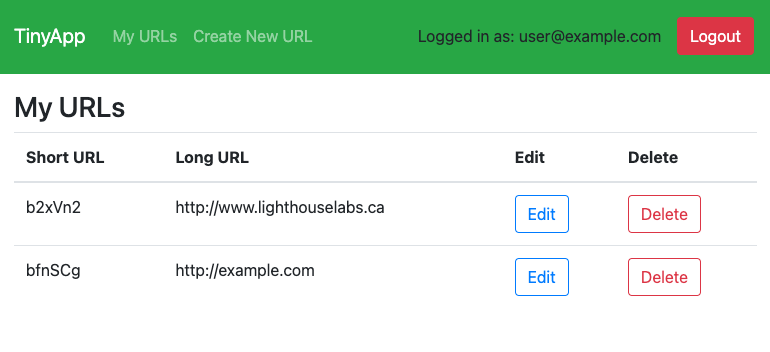 TinyApp My URLs Create New URL Logged in as: user@example.com Logout
My URLs
Short URL Long URL Edit Delete
b2xVn2 http://www.lighthouselabs.ca Edit Delete
bfnSCg http://example.com Edit Delete